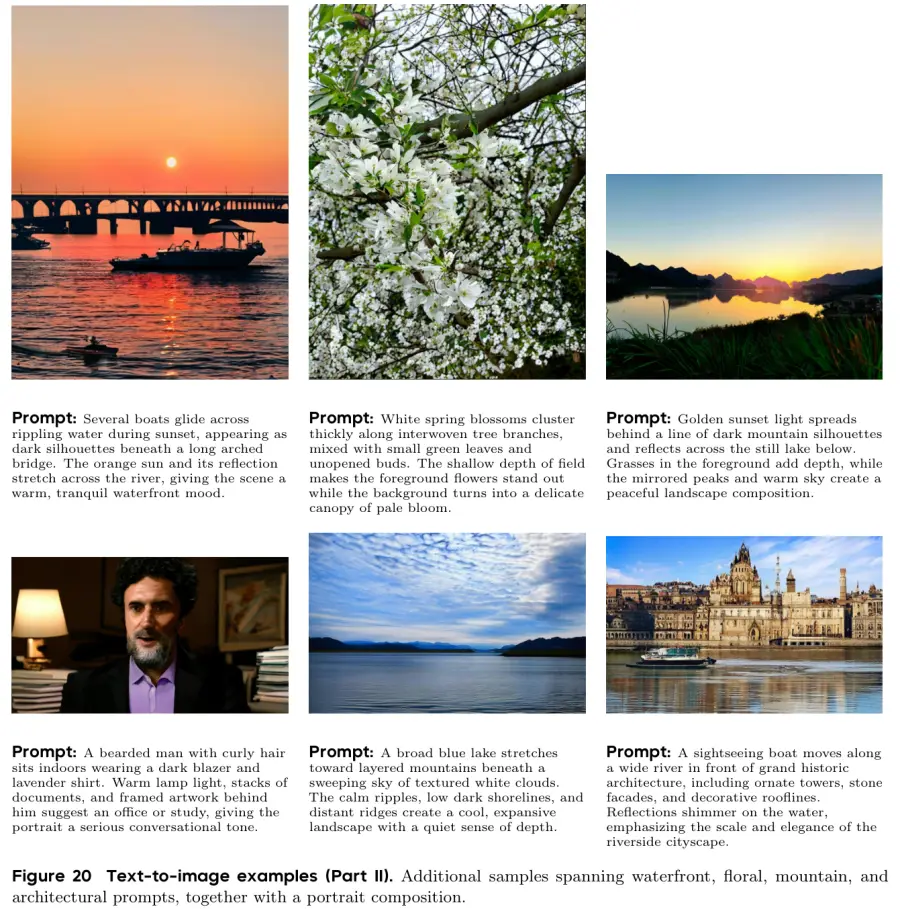 Prompt: Several boats glide across
rippling water during sunset, appearing as
dark silhouettes beneath a long arched
bridge. The orange sun and its reflection
stretch across the river, giving the scene a
warm, tranquil waterfront mood.
Prompt: White spring blossoms cluster
thickly along interwoven tree branches,
mixed with small green leaves and
unopened buds. The shallow depth of field
makes the foreground flowers stand out
while the background turns into a delicate
canopy of pale bloom.
Prompt: Golden sunset light spreads
behind a line of dark mountain silhouettes
and reflects across the still lake below.
Grasses in the foreground add depth, while
the mirrored peaks and warm sky create a
peaceful landscape composition.
Prompt: A bearded man with curly hair
sits indoors wearing a dark blazer and
lavender shirt. Warm lamp light, stacks of
documents, and framed artwork behind
him suggest an office or study, giving the
portrait a serious conversational tone.
Prompt: A broad blue lake stretches
toward layered mountains beneath a
sweeping sky of textured white clouds.
The calm ripples, low dark shorelines, and
distant ridges create a cool, expansive
landscape with a quiet sense of depth.
Prompt: A sightseeing boat moves along
a wide river in front of grand historic
architecture, including ornate towers, stone
facades, and decorative rooflines.
Reflections shimmer on the water,
emphasizing the scale and elegance of the
riverside cityscape.
Figure 20 Text-to-image examples (Part II). Additional samples spanning waterfront, floral, mountain, and
architectural prompts, together with a portrait composition.